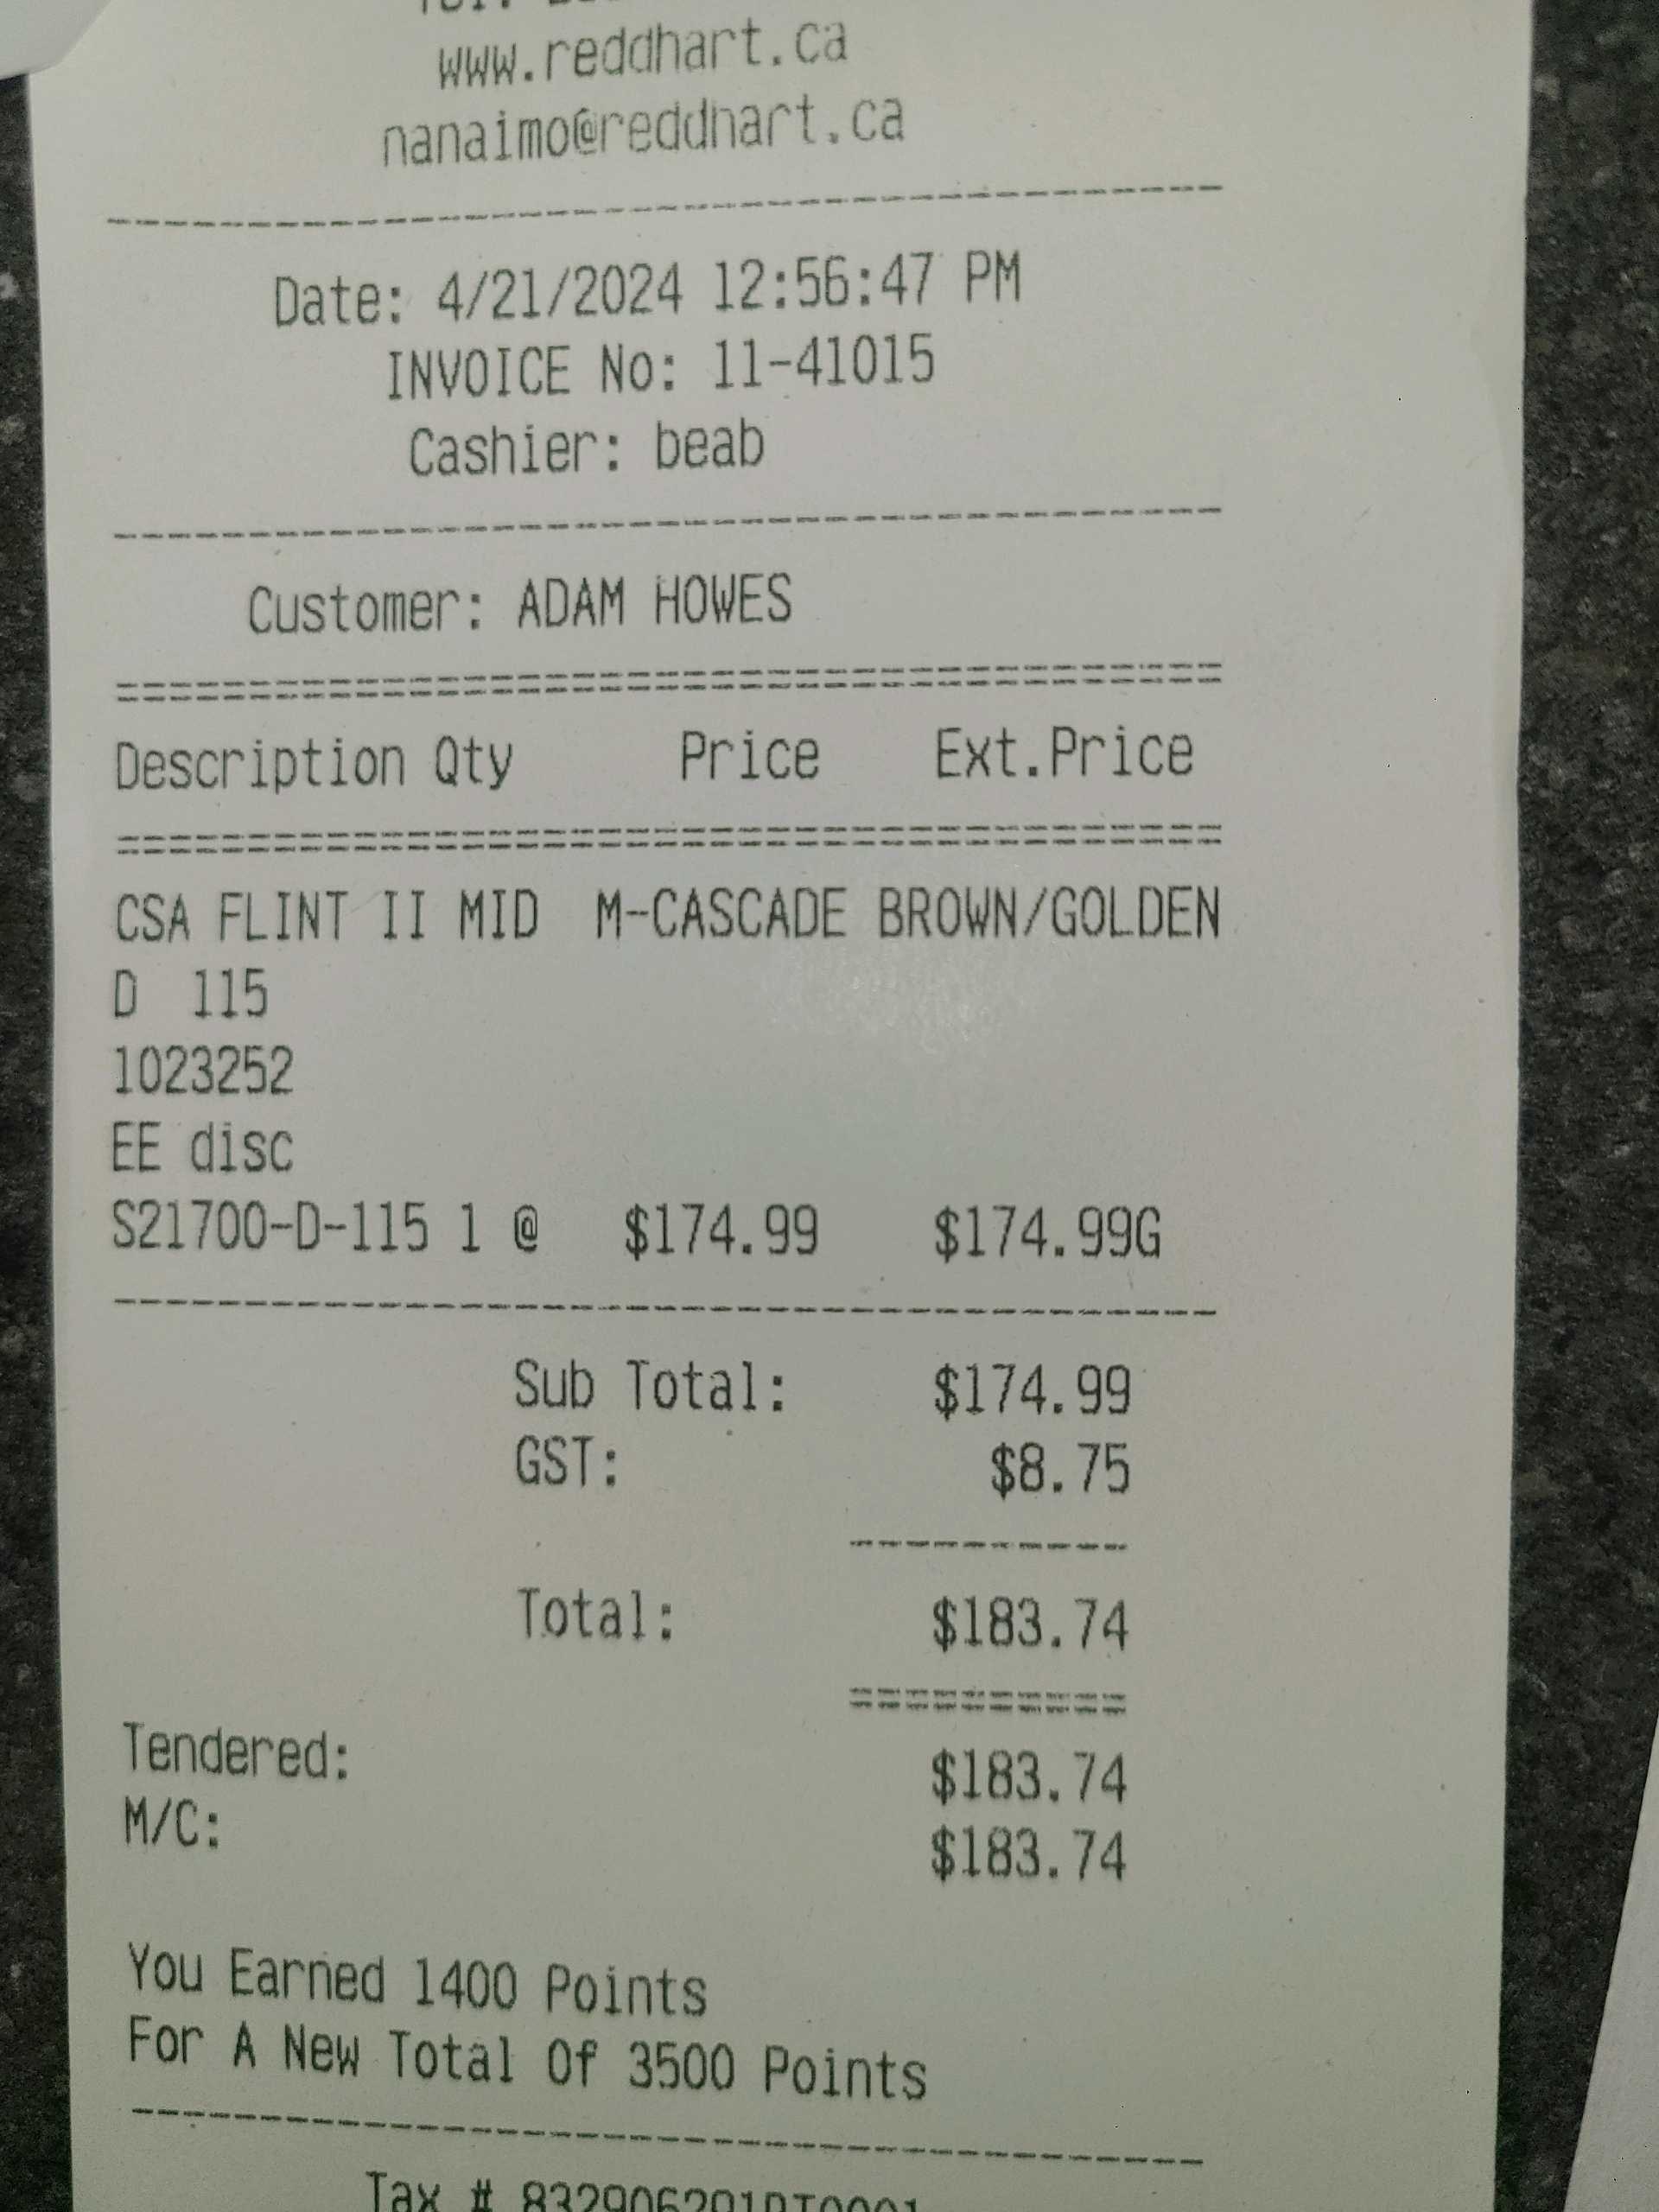 www.reddhart.ca
nanaimo@reddhart.ca
Date: 4/21/2024 12:56:47 PM
INVOICE No: 11-41015
Cashier: beab
Customer: ADAM HOWES
Description Qty Price Ext.Price
CSA FLINT II MID M-CASCADE BROWN/GOLDEN
D 115
1023252
EE disc
S21700-D-115 1 @ $174.99 $174.99G
Sub Total: $174.99
GST: $8.75
Total: $183.74
Tendered: $183.74
M/C: $183.74
You Earned 1400 Points
For A New Total Of 3500 Points
Tax #